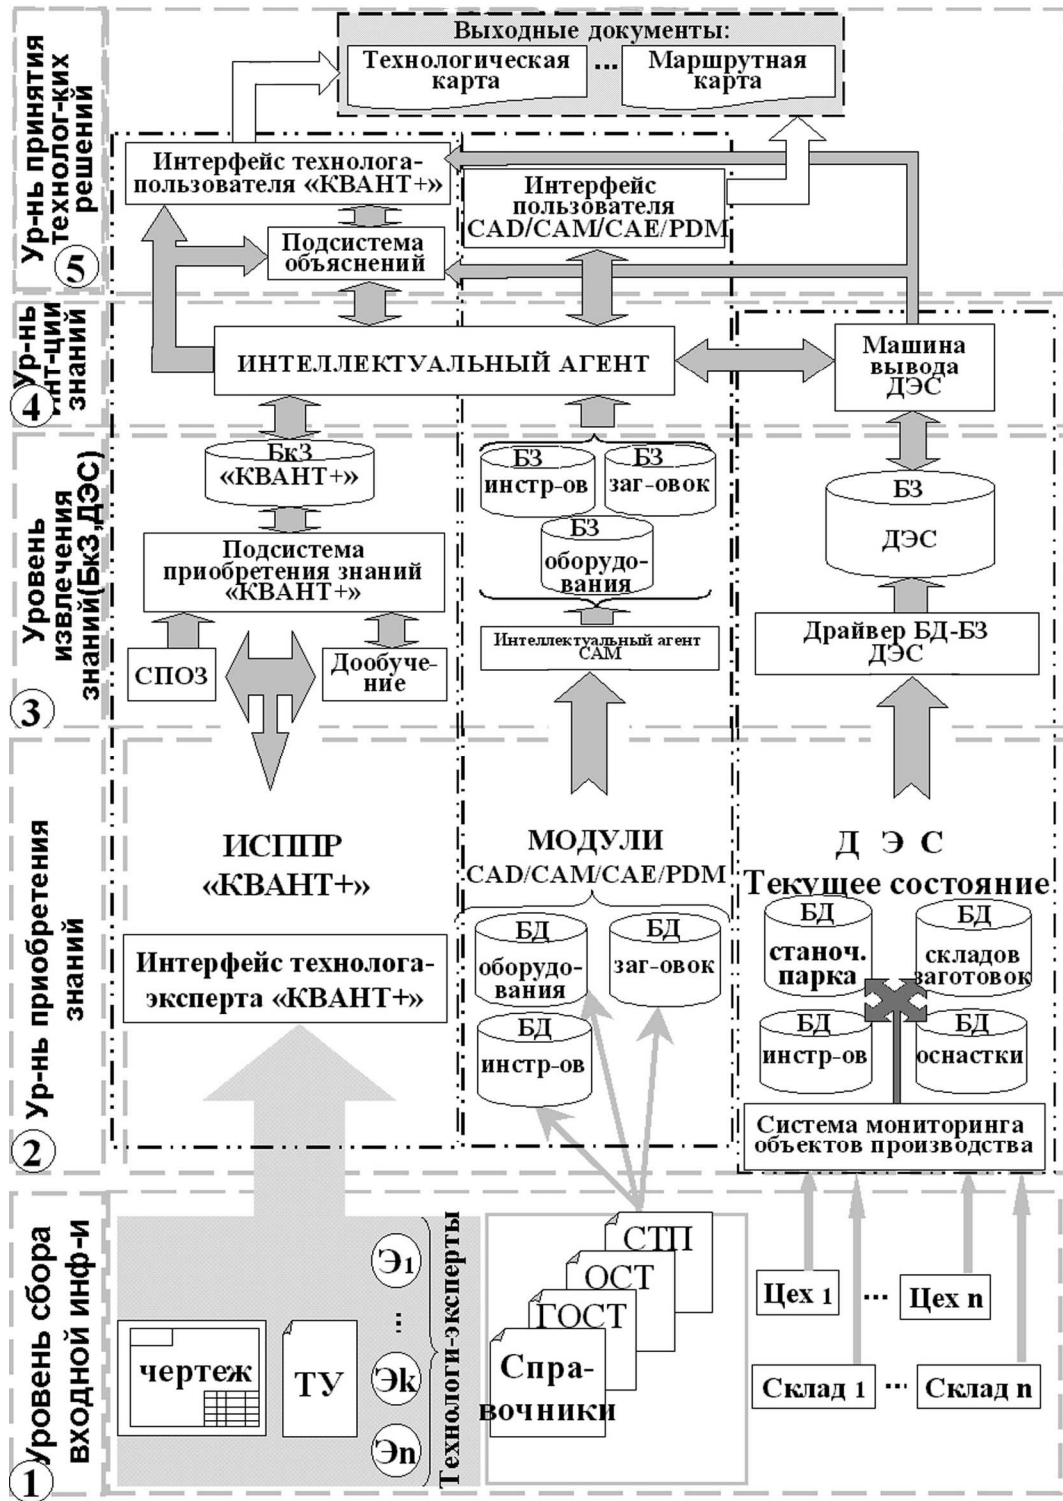 Выходные документы:
Технологическая
карта
...
Маршрутная
карта
Ур-нь принятия
технолог-ких
решений
5
Интерфейс технолога-
пользователя «КВАНТ+»
Интерфейс
пользователя
CAD/CAM/CAE/PDM
Подсистема
объяснений
Ур-нь
инт-ции
знаний
4
ИНТЕЛЛЕКТУАЛЬНЫЙ АГЕНТ
Машина
вывода
ДЭС
Уровень
извлечения
знаний(БкЗ,ДЭС)
3
БкЗ
«КВАНТ+»
БЗ
инстр-ов
БЗ
заг-овок
БЗ
оборудо-
вания
БЗ
ДЭС
Подсистема
приобретения знаний
«КВАНТ+»
СПОЗ
Дообуче-
ние
Интеллектуальный агент
САМ
Драйвер БД-БЗ
ДЭС
Ур-нь приобретения
знаний
2
ИСППР
«КВАНТ+»
Интерфейс технолога-
эксперта «КВАНТ+»
МОДУЛИ
CAD/CAM/CAE/PDM
БД
оборудо-
вания
БД
заг-овок
БД
инстр-ов
Д Э С
Текущее состояние
БД
станоч.
парка
БД
складов
заготовок
БД
инстр-ов
БД
оснастки
Система мониторинга
объектов производства
Уровень сбора
входной инф-и
1
чертеж
ТУ
Э1
...
Эk
Эn
Технологи-эксперты
СТП
ОСТ
ГОСТ
Спра-
вочники
Цех 1
...
Цех n
Склад 1
...
Склад n